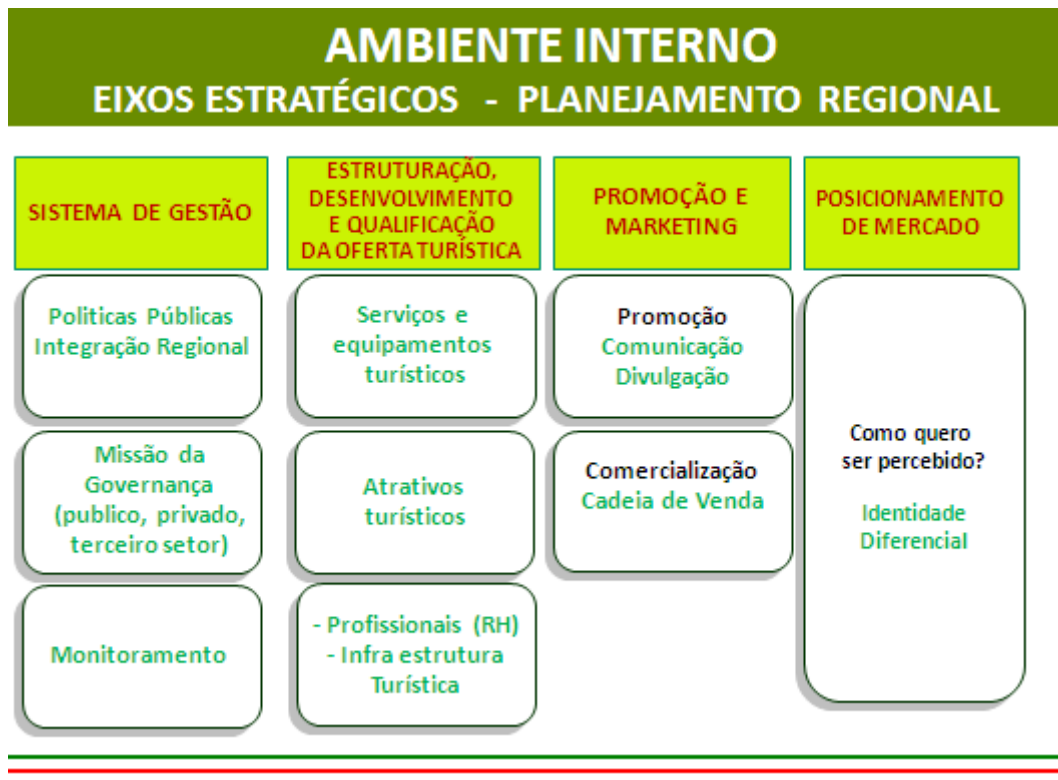 AMBIENTE INTERNO
EIXOS ESTRATÉGICOS - PLANEJAMENTO REGIONAL
SISTEMA DE GESTÃO
ESTRUTURAÇÃO,
DESENVOLVIMENTO
E QUALIFICAÇÃO
DA OFERTA TURÍSTICA
PROMOÇÃO E
MARKETING
POSICIONAMENTO
DE MERCADO
Politicas Públicas
Integração Regional
Missão da
Governança
(publico, privado,
terceiro setor)
Monitoramento
Serviços e
equipamentos
turísticos
Atrativos
turísticos
- Profissionais (RH)
- Infra estrutura
Turística
Promoção
Comunicação
Divulgação
Comercialização
Cadeia de Venda
Como quero
ser percebido?
Identidade
Diferencial